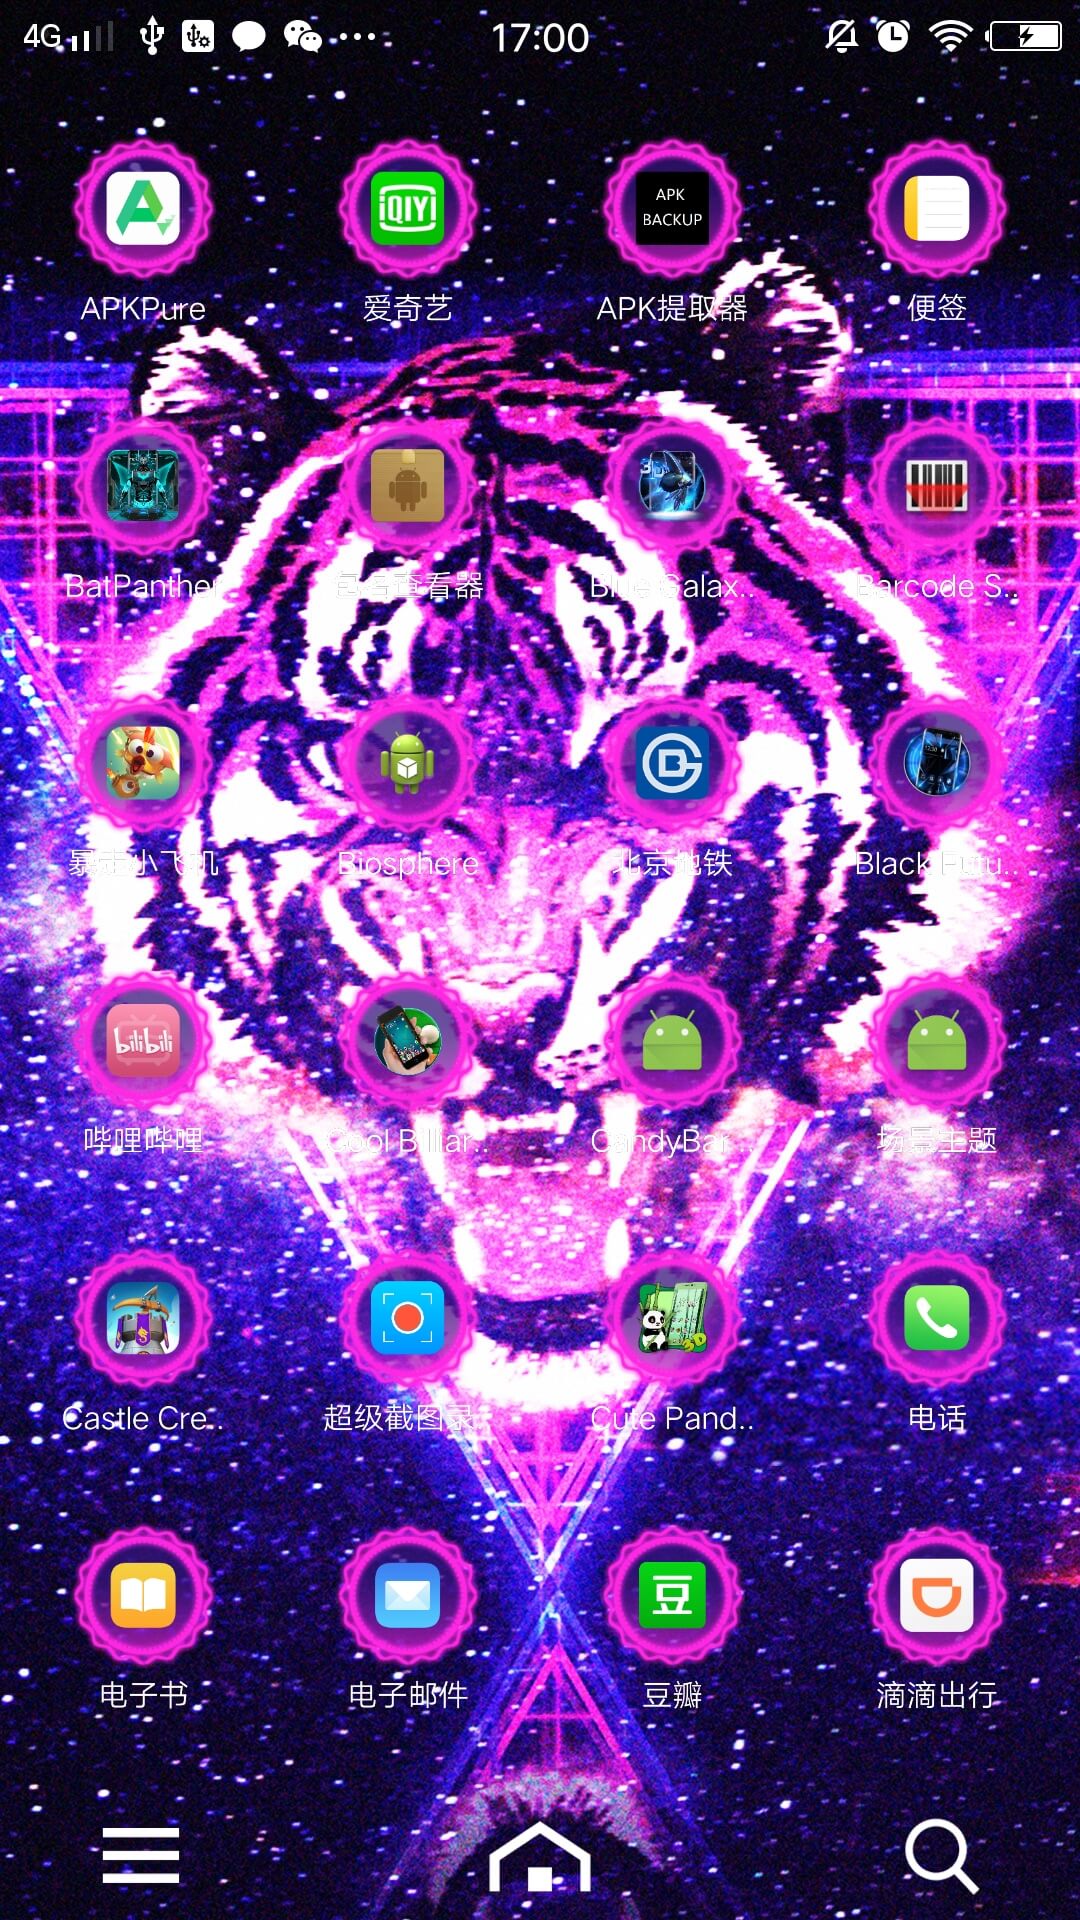 4G
17:00
iQIYI
APK
BACKUP
APKPure
爱奇艺
APK提取器
便签
3D
BatPanther
包名查看器
Blue Galax..
Barcode S..
暴走小飞机
Biosphere
北京地铁
Black Futu..
bilibili
哔哩哔哩
Cool Billiar..
CandyBar ..
场景主题
3D
Castle Cre..
超级截图录..
Cute Pand..
电话
豆
电子书
电子邮件
豆瓣
滴滴出行